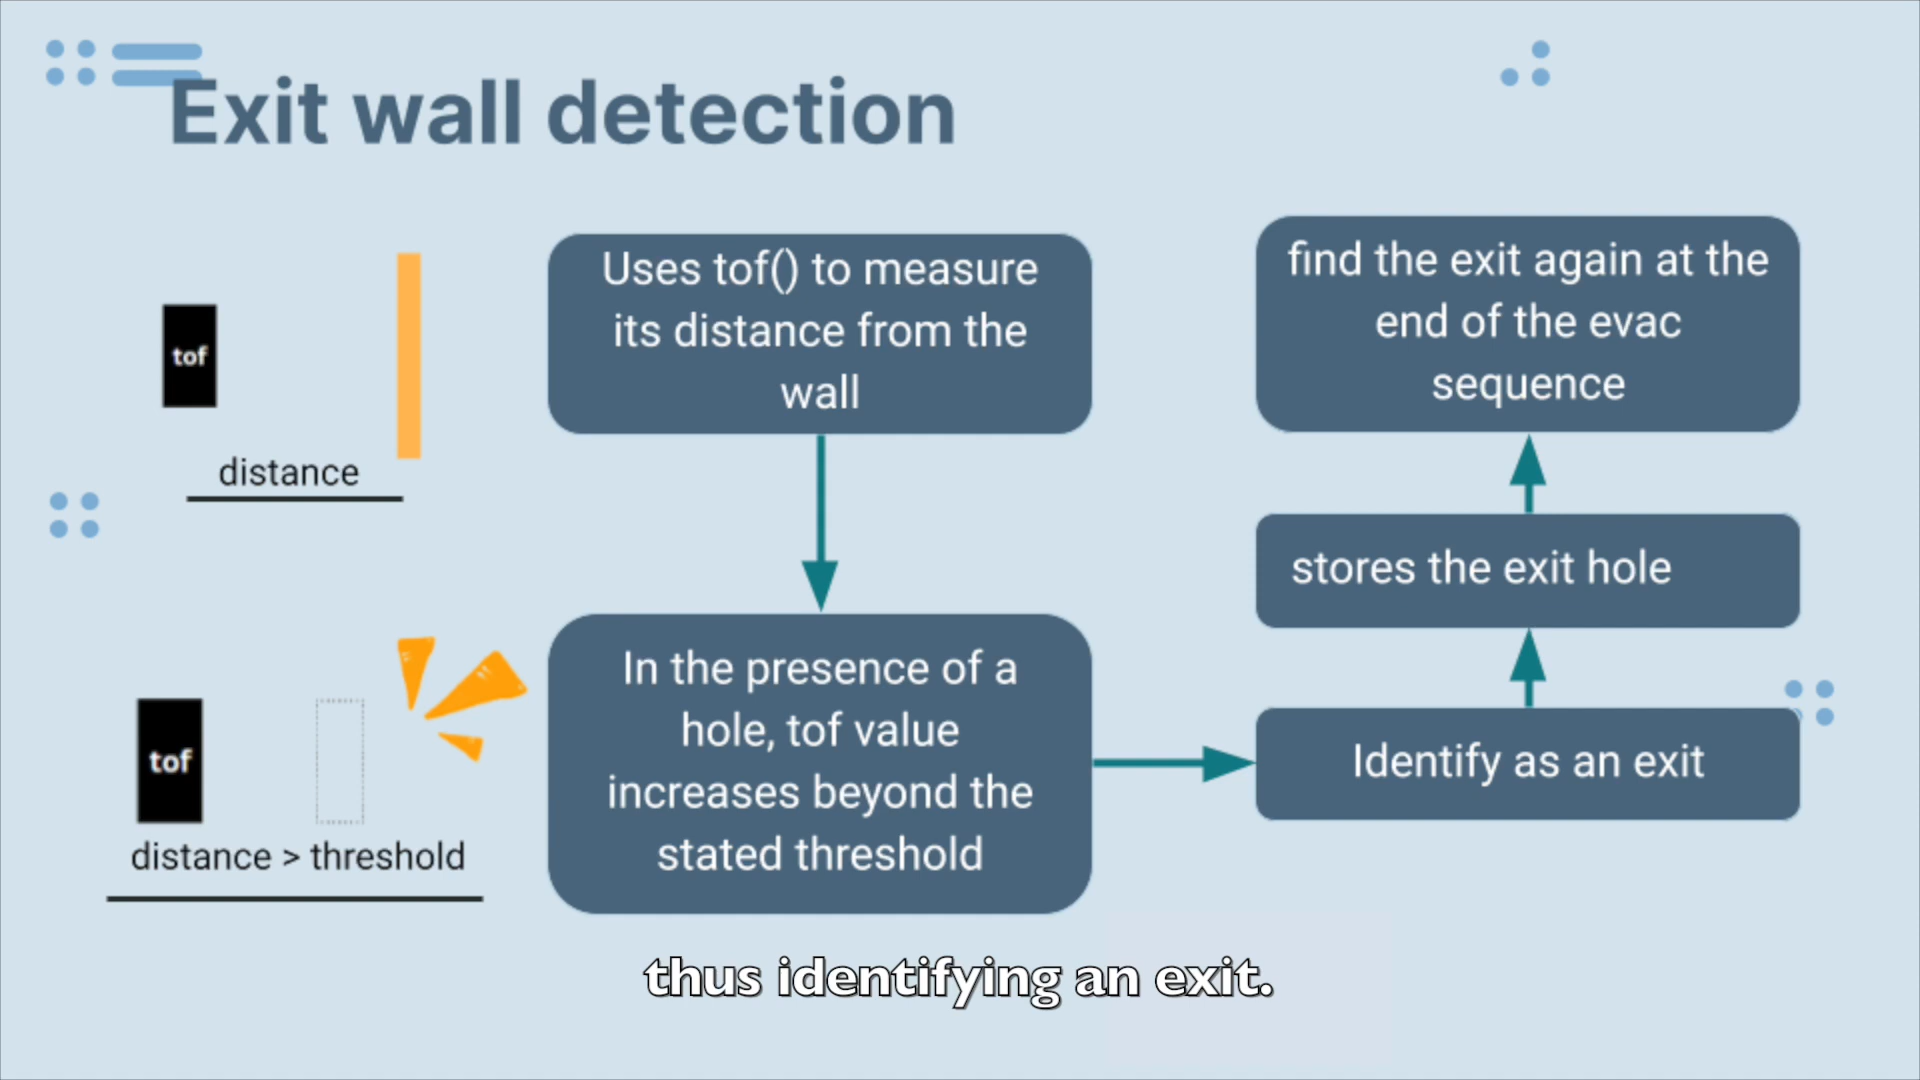 Exit wall detection
tof
distance
Uses tof() to measure
its distance from the
wall
find the exit again at the
end of the evac
sequence
stores the exit hole
tof
distance > threshold
In the presence of a
hole, tof value
increases beyond the
stated threshold
Identify as an exit
thus identifying an exit.